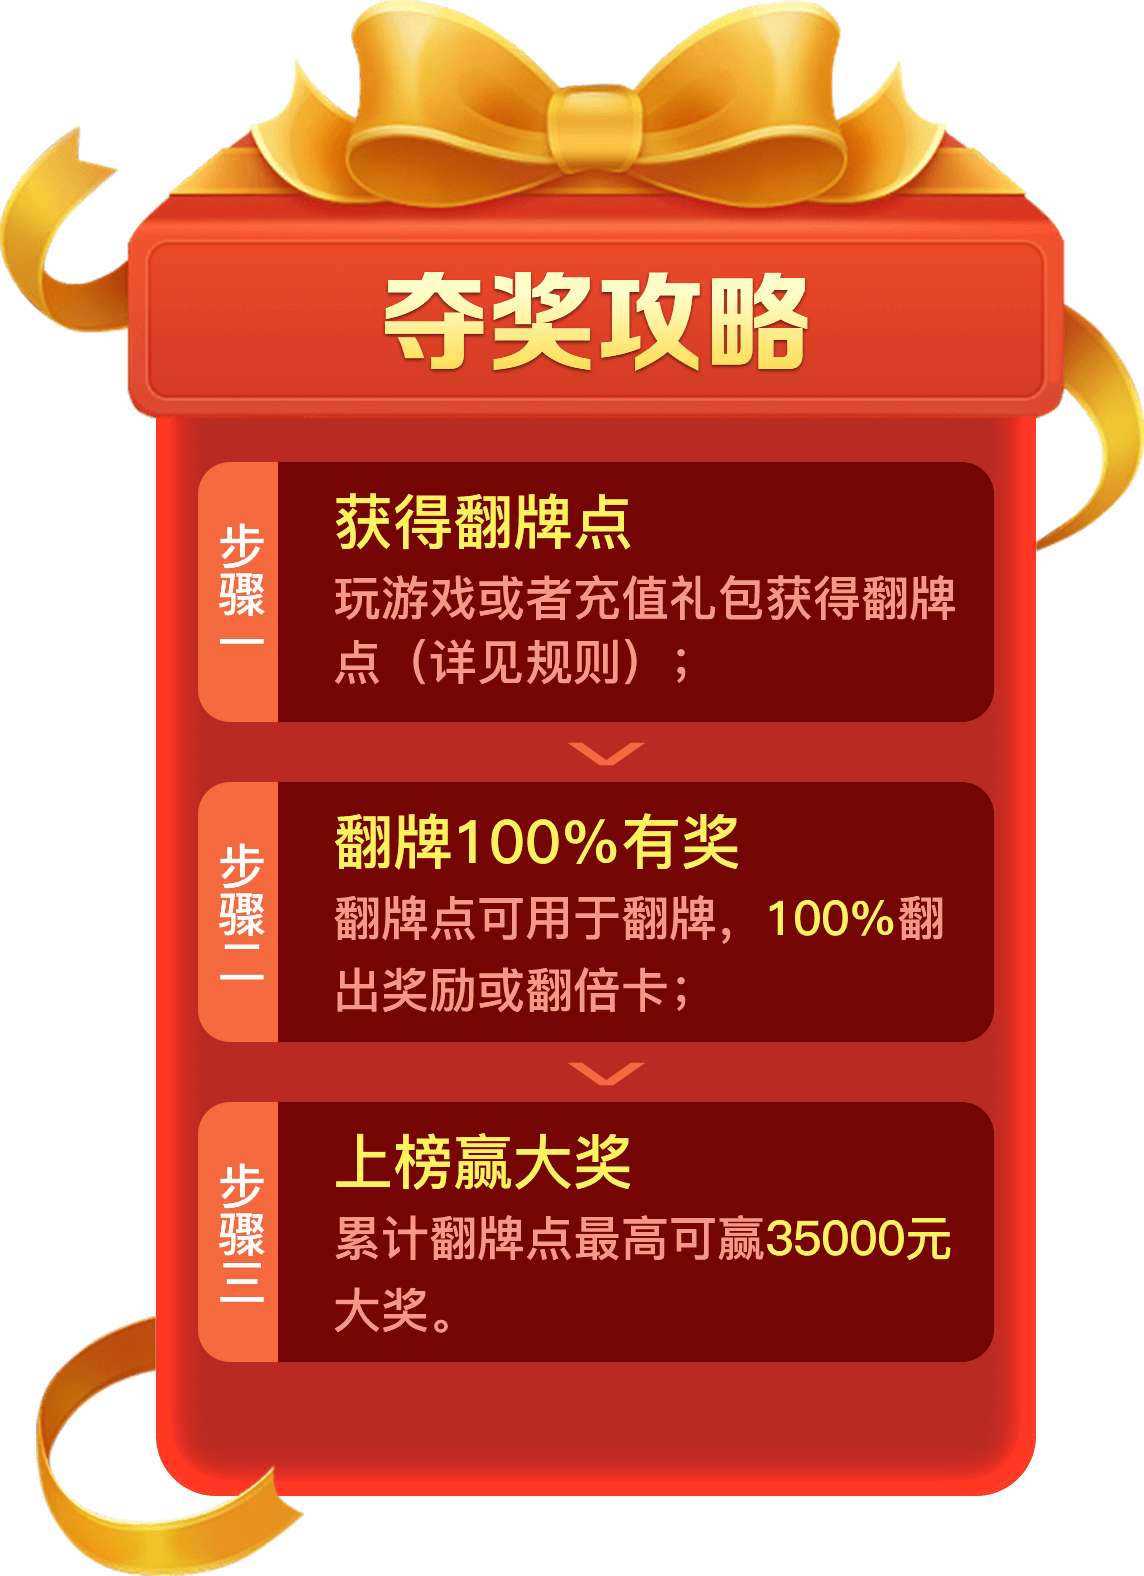 夺奖攻略
步骤一
获得翻牌点
玩游戏或者充值礼包获得翻牌
点（详见规则）；
步骤二
翻牌100%有奖
翻牌点可用于翻牌，100%翻
出奖励或翻倍卡；
步骤三
上榜赢大奖
累计翻牌点最高可赢35000元
大奖。